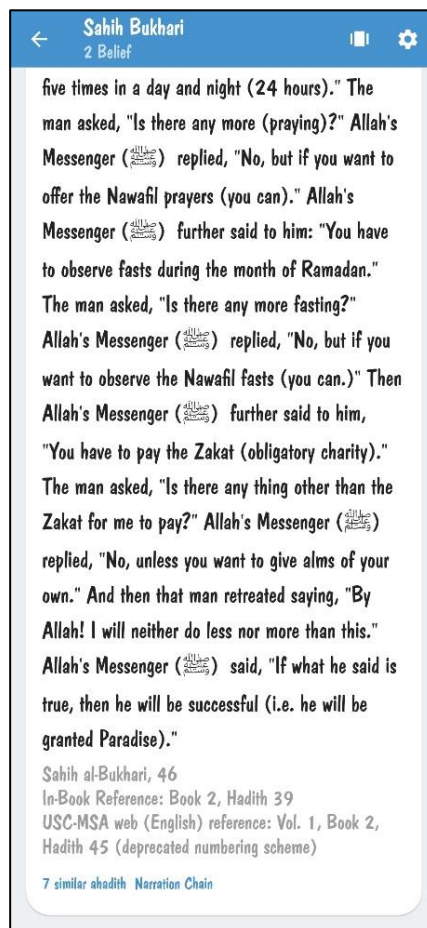 Sahih Bukhari
2 Belief
five times in a day and night (24 hours)." The
man asked, "Is there any more (praying)?" Allah's
Messenger (ﷺ) replied, "No, but if you want to
offer the Nawafil prayers (you can)." Allah's
Messenger (ﷺ) further said to him: "You have
to observe fasts during the month of Ramadan."
The man asked, "Is there any more fasting?"
Allah's Messenger (ﷺ) replied, "No, but if you
want to observe the Nawafil fasts (you can.)" Then
Allah's Messenger (ﷺ) further said to him,
"You have to pay the Zakat (obligatory charity)."
The man asked, "Is there any thing other than the
Zakat for me to pay?" Allah's Messenger (ﷺ)
replied, "No, unless you want to give alms of your
own." And then that man retreated saying, "By
Allah! I will neither do less nor more than this."
Allah's Messenger (ﷺ) said, "If what he said is
true, then he will be successful (i.e. he will be
granted Paradise)."
Sahih al-Bukhari, 46
In-Book Reference: Book 2, Hadith 39
USC-MSA web (English) reference: Vol. 1, Book 2,
Hadith 45 (deprecated numbering scheme)
7 similar ahadith Narration Chain